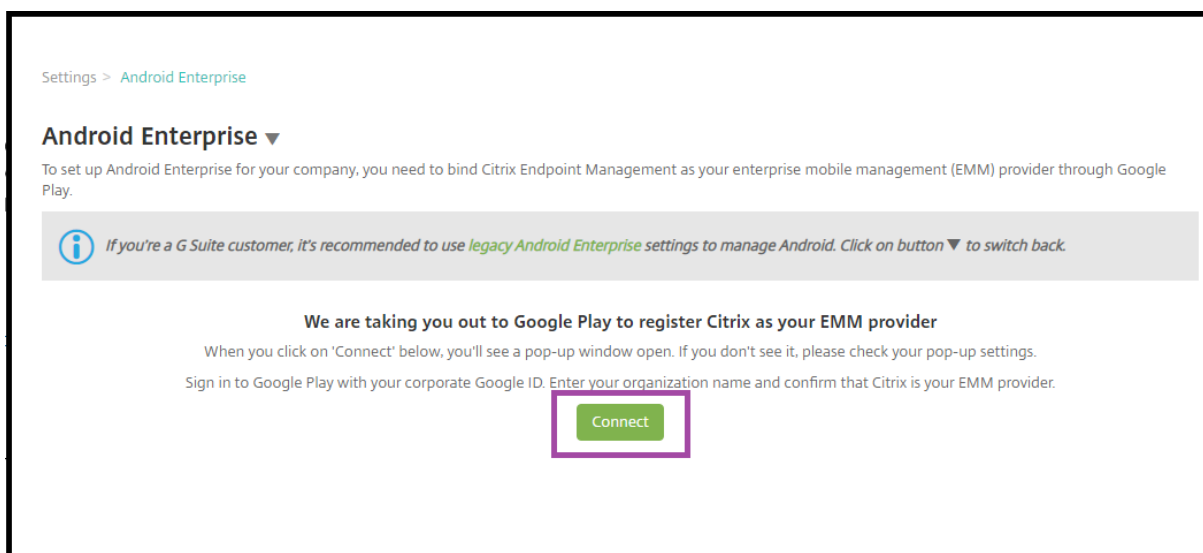 Settings > Android Enterprise
Android Enterprise ▼
To set up Android Enterprise for your company, you need to bind Citrix Endpoint Management as your enterprise mobile management (EMM) provider through Google
Play.
If you're a G Suite customer, it's recommended to use legacy Android Enterprise settings to manage Android. Click on button ▼ to switch back.
We are taking you out to Google Play to register Citrix as your EMM provider
When you click on 'Connect' below, you'll see a pop-up window open. If you don't see it, please check your pop-up settings.
Sign in to Google Play with your corporate Google ID. Enter your organization name and confirm that Citrix is your EMM provider.
Connect